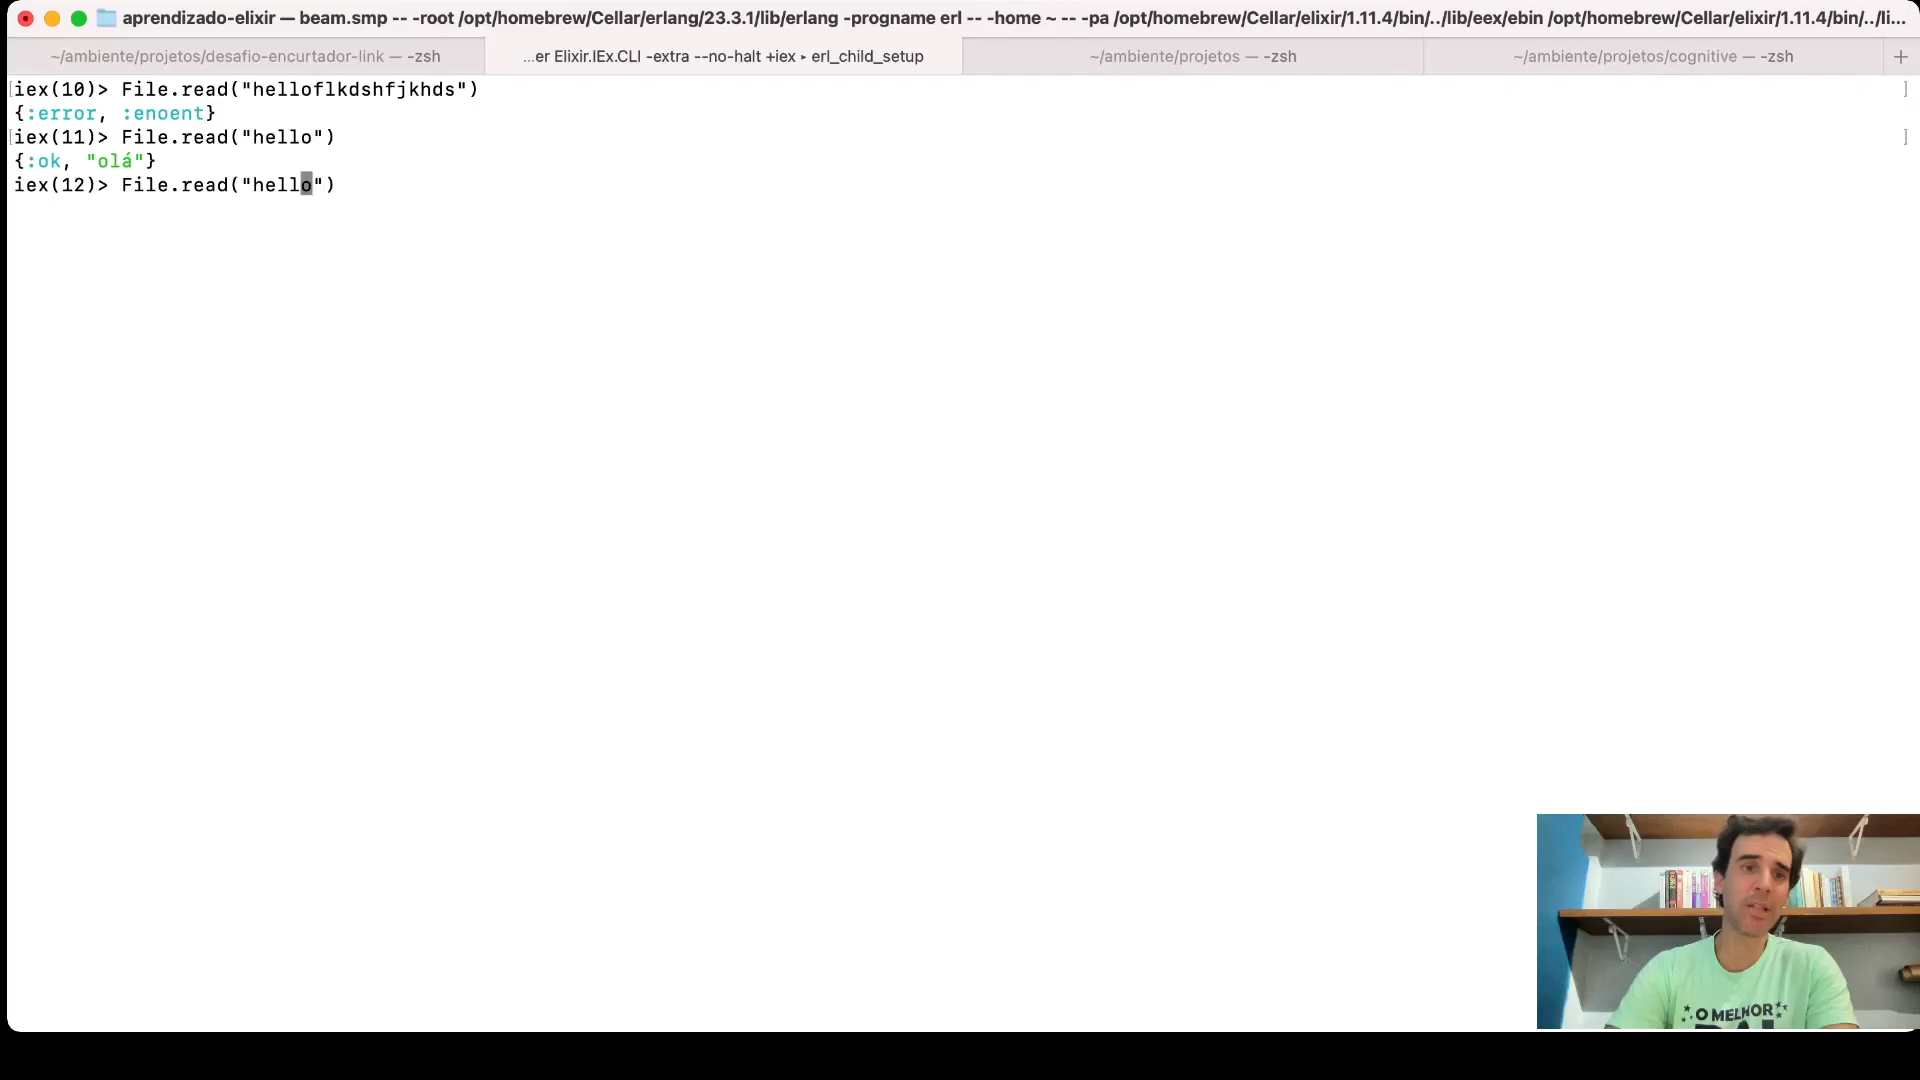 aprendizado-elixir — beam.smp -- -root /opt/homebrew/Cellar/erlang/23.3.1/lib/erlang -progname erl -- -home ~ -- -pa /opt/homebrew/Cellar/elixir/1.11.4/bin/../lib/eex/ebin /opt/homebrew/Cellar/elixir/1.11.4/bin/../li...
~/ambiente/projetos/desafio-encurtador-link — -zsh
...er Elixir.IEx.CLI -extra --no-halt +iex ▸ erl_child_setup
~/ambiente/projetos — -zsh
~/ambiente/projetos/cognitive — -zsh
[iex(10)> File.read("helloflkdshfjkhds") ]
{:error, :enoent}
[iex(11)> File.read("hello") ]
{:ok, "olá"}
iex(12)> File.read("hello")
O MELHOR